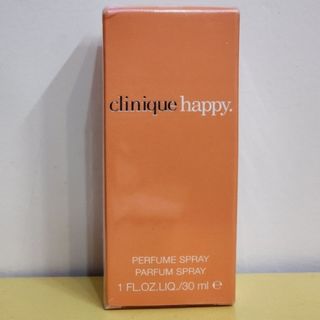 clinique happy.
PERFUME SPRAY
PARFUM SPRAY
1 FL.OZ.LIQ./30 ml ℮